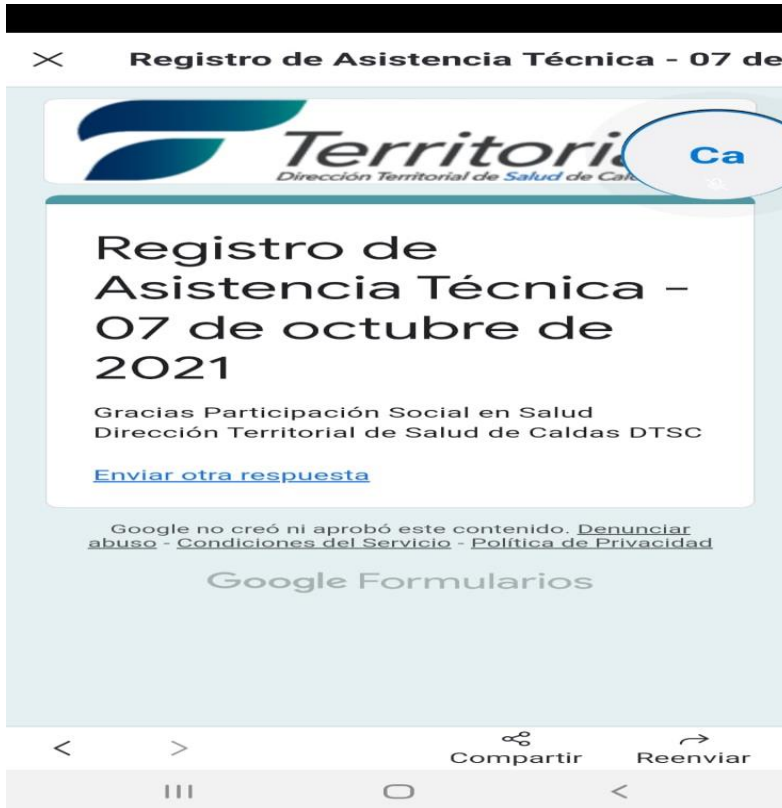 Registro de Asistencia Técnica - 07 de
Territoria
Dirección Territorial de Salud de Cal
Ca
Registro de
Asistencia Técnica -
07 de octubre de
2021
Gracias Participación Social en Salud
Dirección Territorial de Salud de Caldas DTSC
Enviar otra respuesta
Google no creó ni aprobó este contenido. Denunciar
abuso - Condiciones del Servicio - Política de Privacidad
Google Formularios
Compartir
Reenviar